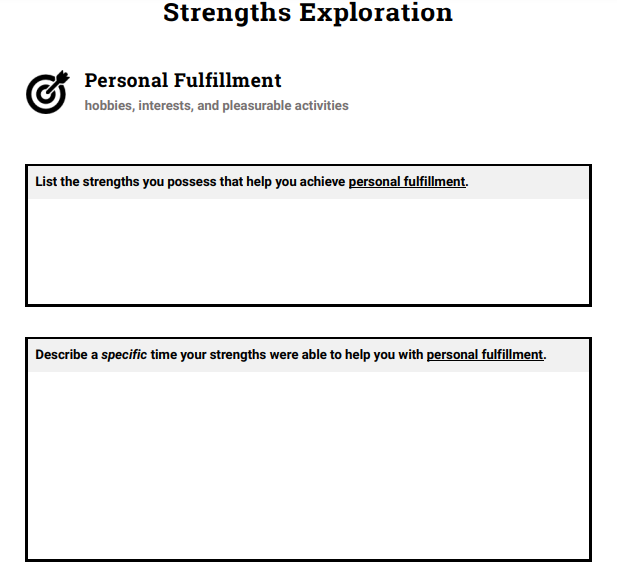 Strengths Exploration
Personal Fulfillment
hobbies, interests, and pleasurable activities
List the strengths you possess that help you achieve personal fulfillment.
Describe a specific time your strengths were able to help you with personal fulfillment.